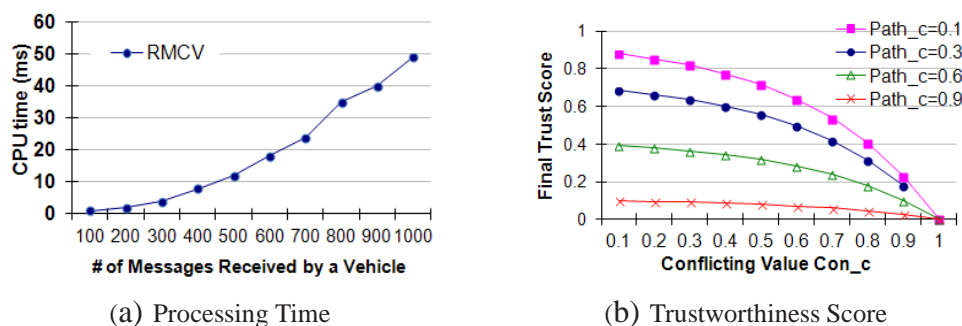 60
50
40
30
20
10
0
CPU time (ms)
RMCV
100 200 300 400 500 600 700 800 900 1000
# of Messages Received by a Vehicle
(a) Processing Time
1
0.8
0.6
0.4
0.2
0
Final Trust Score
Path_c=0.1
Path_c=0.3
Path_c=0.6
Path_c=0.9
0.1 0.2 0.3 0.4 0.5 0.6 0.7 0.8 0.9 1
Conflicting Value Con_c
(b) Trustworthiness Score